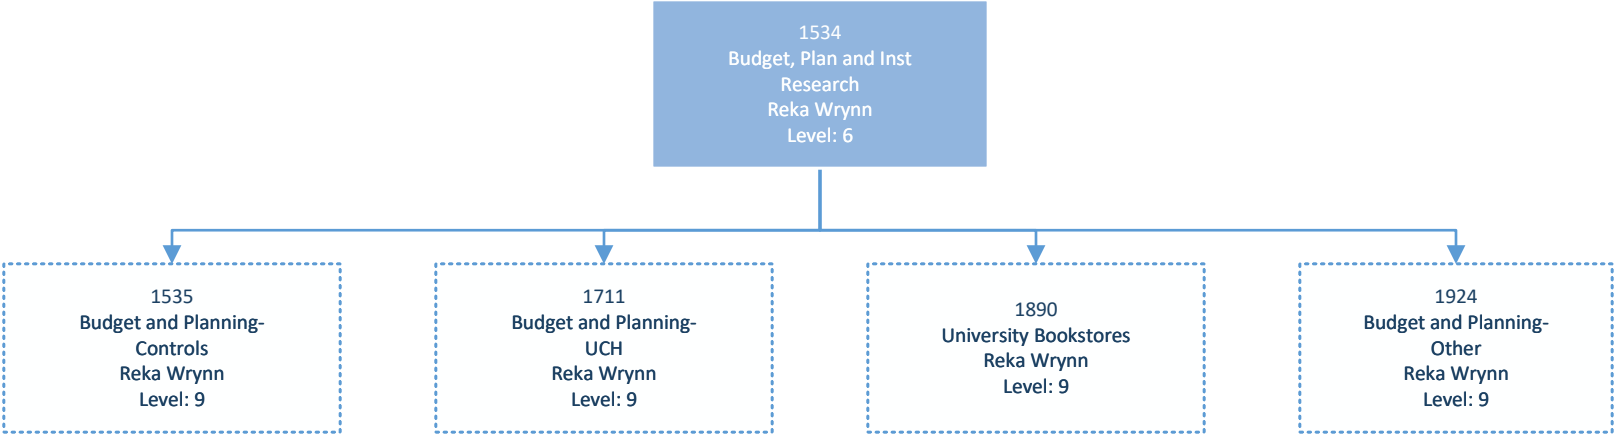 1534
Budget, Plan and Inst
Research
Reka Wrynn
Level: 6
1535
Budget and Planning-
Controls
Reka Wrynn
Level: 9
1711
Budget and Planning-
UCH
Reka Wrynn
Level: 9
1890
University Bookstores
Reka Wrynn
Level: 9
1924
Budget and Planning-
Other
Reka Wrynn
Level: 9